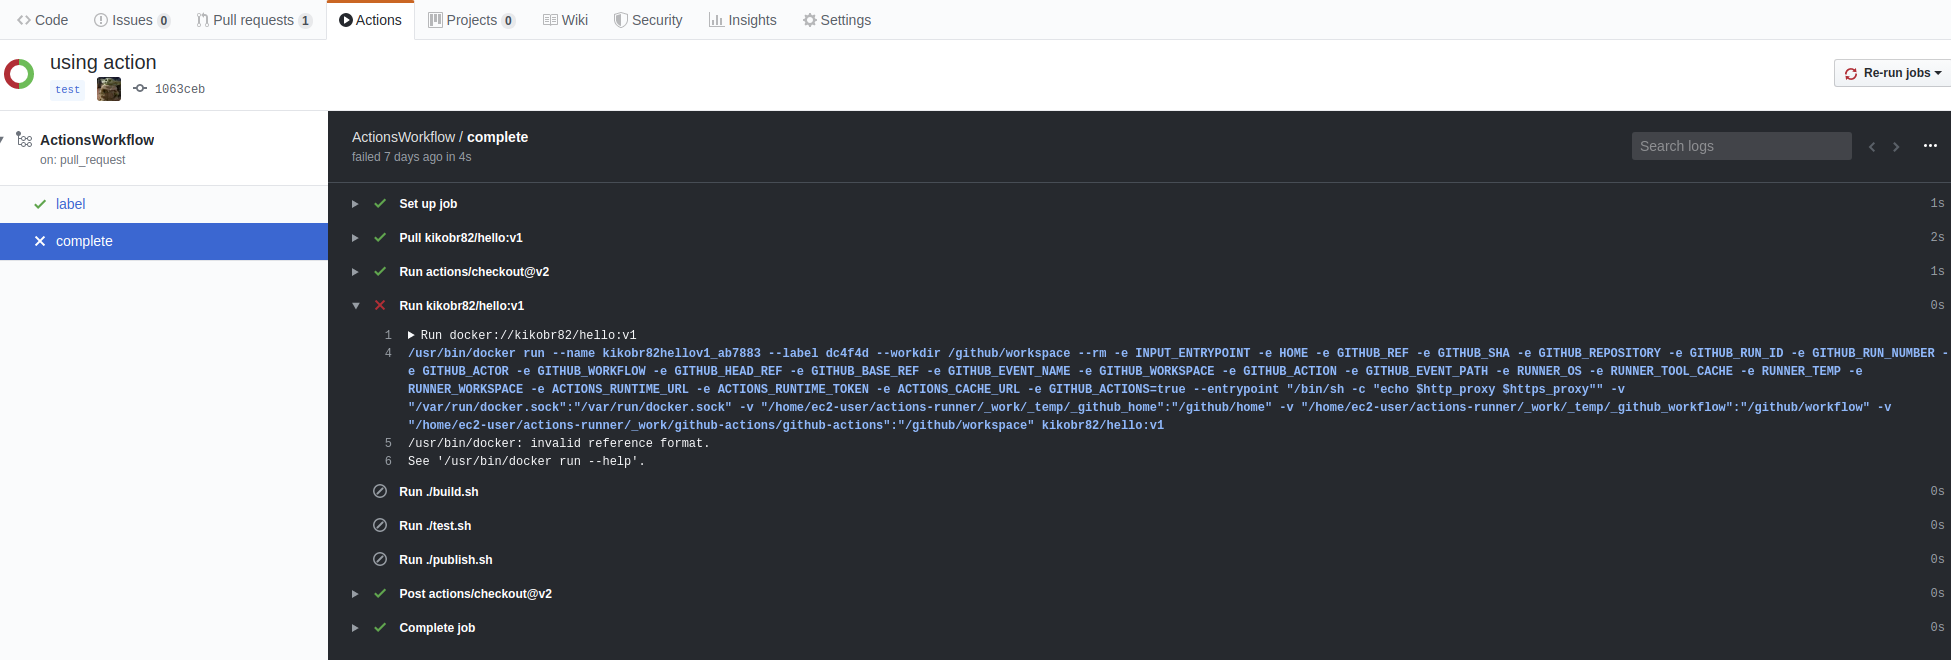 Code Issues 0 Pull requests 1 Actions Projects 0 Wiki Security Insights Settings
using action
test 1063ceb
Re-run jobs
ActionsWorkflow
on: pull_request
label
complete
ActionsWorkflow / complete
failed 7 days ago in 4s
Search logs
Set up job 1s
Pull kikobr82/hello:v1 2s
Run actions/checkout@v2 1s
Run kikobr82/hello:v1 0s
1 Run docker://kikobr82/hello:v1
4 /usr/bin/docker run --name kikobr82hellov1_ab7883 --label dc4f4d --workdir /github/workspace --rm -e INPUT_ENTRYPOINT -e HOME -e GITHUB_REF -e GITHUB_SHA -e GITHUB_REPOSITORY -e GITHUB_RUN_ID -e GITHUB_RUN_NUMBER -
e GITHUB_ACTOR -e GITHUB_WORKFLOW -e GITHUB_HEAD_REF -e GITHUB_BASE_REF -e GITHUB_EVENT_NAME -e GITHUB_WORKSPACE -e GITHUB_ACTION -e GITHUB_EVENT_PATH -e RUNNER_OS -e RUNNER_TOOL_CACHE -e RUNNER_TEMP -e
RUNNER_WORKSPACE -e ACTIONS_RUNTIME_URL -e ACTIONS_RUNTIME_TOKEN -e ACTIONS_CACHE_URL -e GITHUB_ACTIONS=true --entrypoint "/bin/sh -c "echo $http_proxy $https_proxy"" -v
"/var/run/docker.sock":"/var/run/docker.sock" -v "/home/ec2-user/actions-runner/_work/_temp/_github_home":"/github/home" -v "/home/ec2-user/actions-runner/_work/_temp/_github_workflow":"/github/workflow" -v
"/home/ec2-user/actions-runner/_work/github-actions/github-actions":"/github/workspace" kikobr82/hello:v1
5 /usr/bin/docker: invalid reference format.
6 See '/usr/bin/docker run --help'.
Run ./build.sh 0s
Run ./test.sh 0s
Run ./publish.sh 0s
Post actions/checkout@v2 0s
Complete job 0s